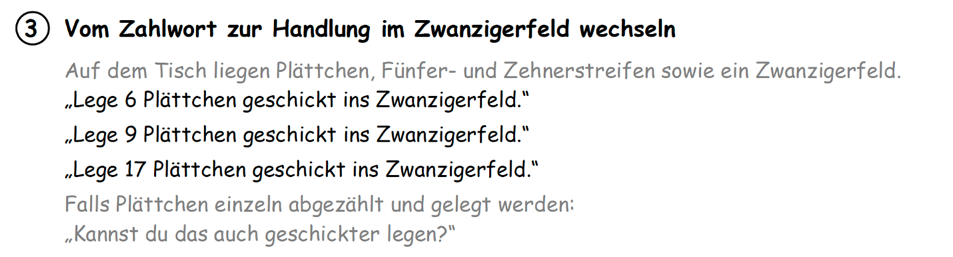 3 Vom Zahlwort zur Handlung im Zwanzigerfeld wechseln
Auf dem Tisch liegen Plättchen, Fünfer- und Zehnerstreifen sowie ein Zwanzigerfeld.
„Lege 6 Plättchen geschickt ins Zwanzigerfeld.“
„Lege 9 Plättchen geschickt ins Zwanzigerfeld.“
„Lege 17 Plättchen geschickt ins Zwanzigerfeld.“
Falls Plättchen einzeln abgezählt und gelegt werden:
„Kannst du das auch geschickter legen?“